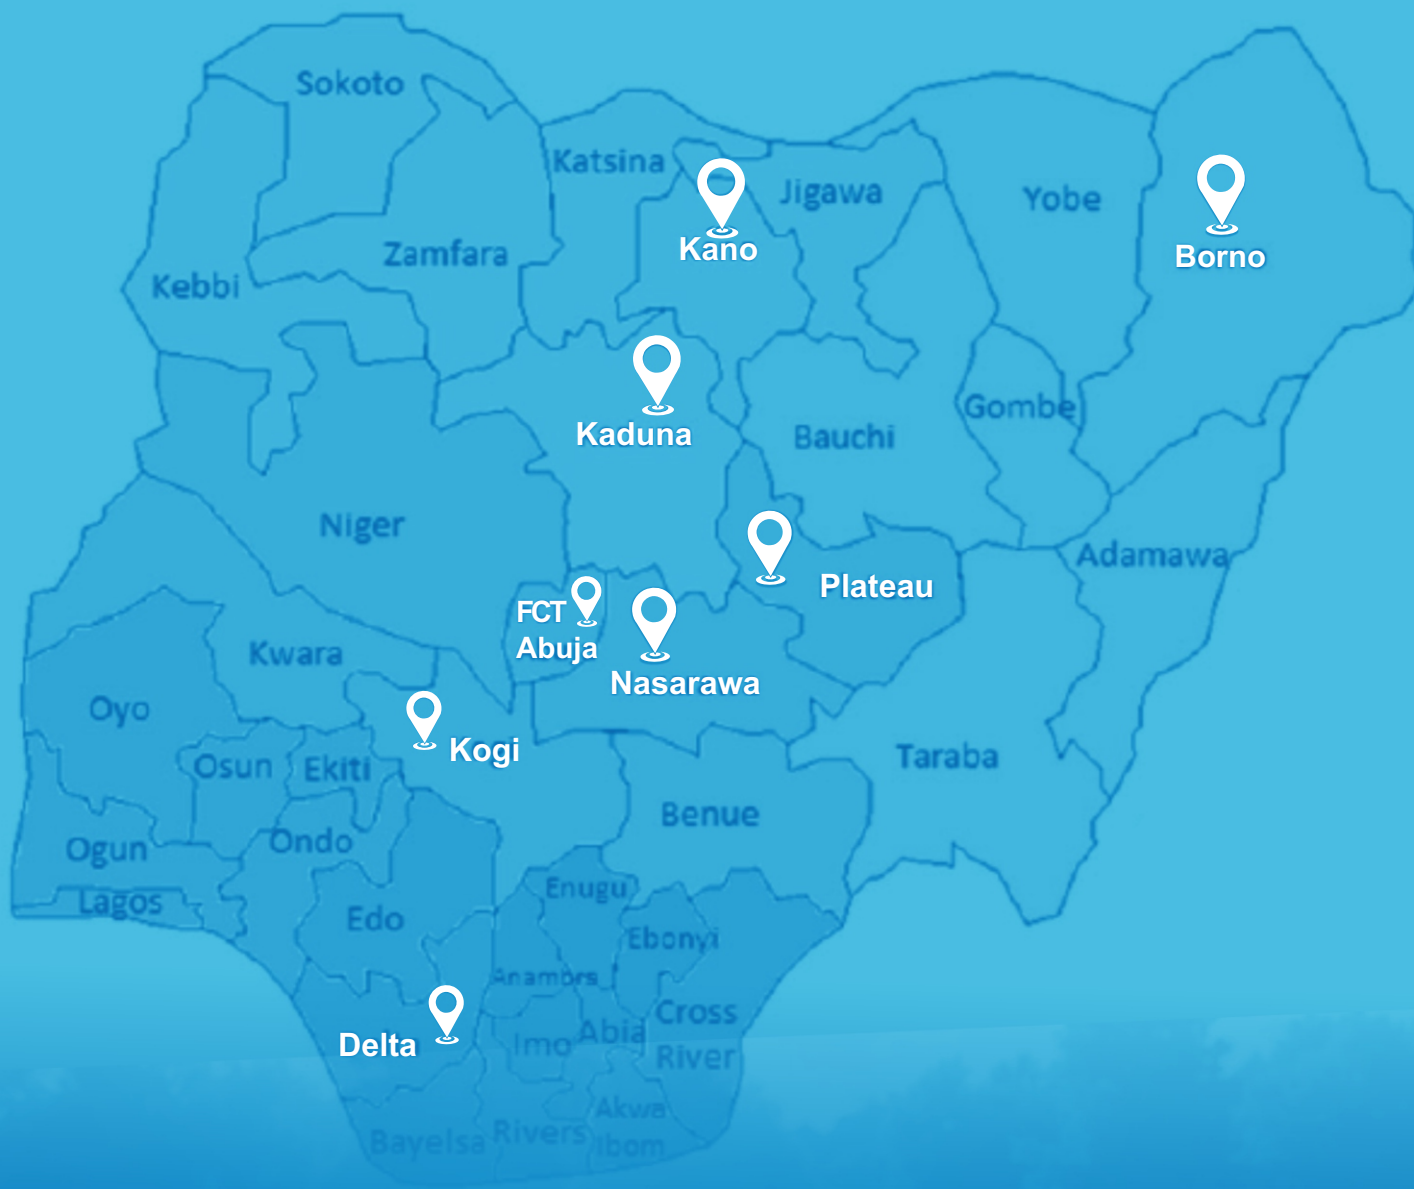 Sokoto
Katsina
Jigawa
Yobe
Kano
Borno
Zamfara
Kebbi
Kaduna
Gombe
Bauchi
Niger
Adamawa
Plateau
FCT
Abuja
Kwara
Nasarawa
Oyo
Kogi
Osun
Ekiti
Taraba
Benue
Ogun
Ondo
Lagos
Enugu
Edo
Ebonyi
Anambrs
Cross
River
Delta
Imo
Abia
Akwa
Ibom
Bayelsa
Rivers